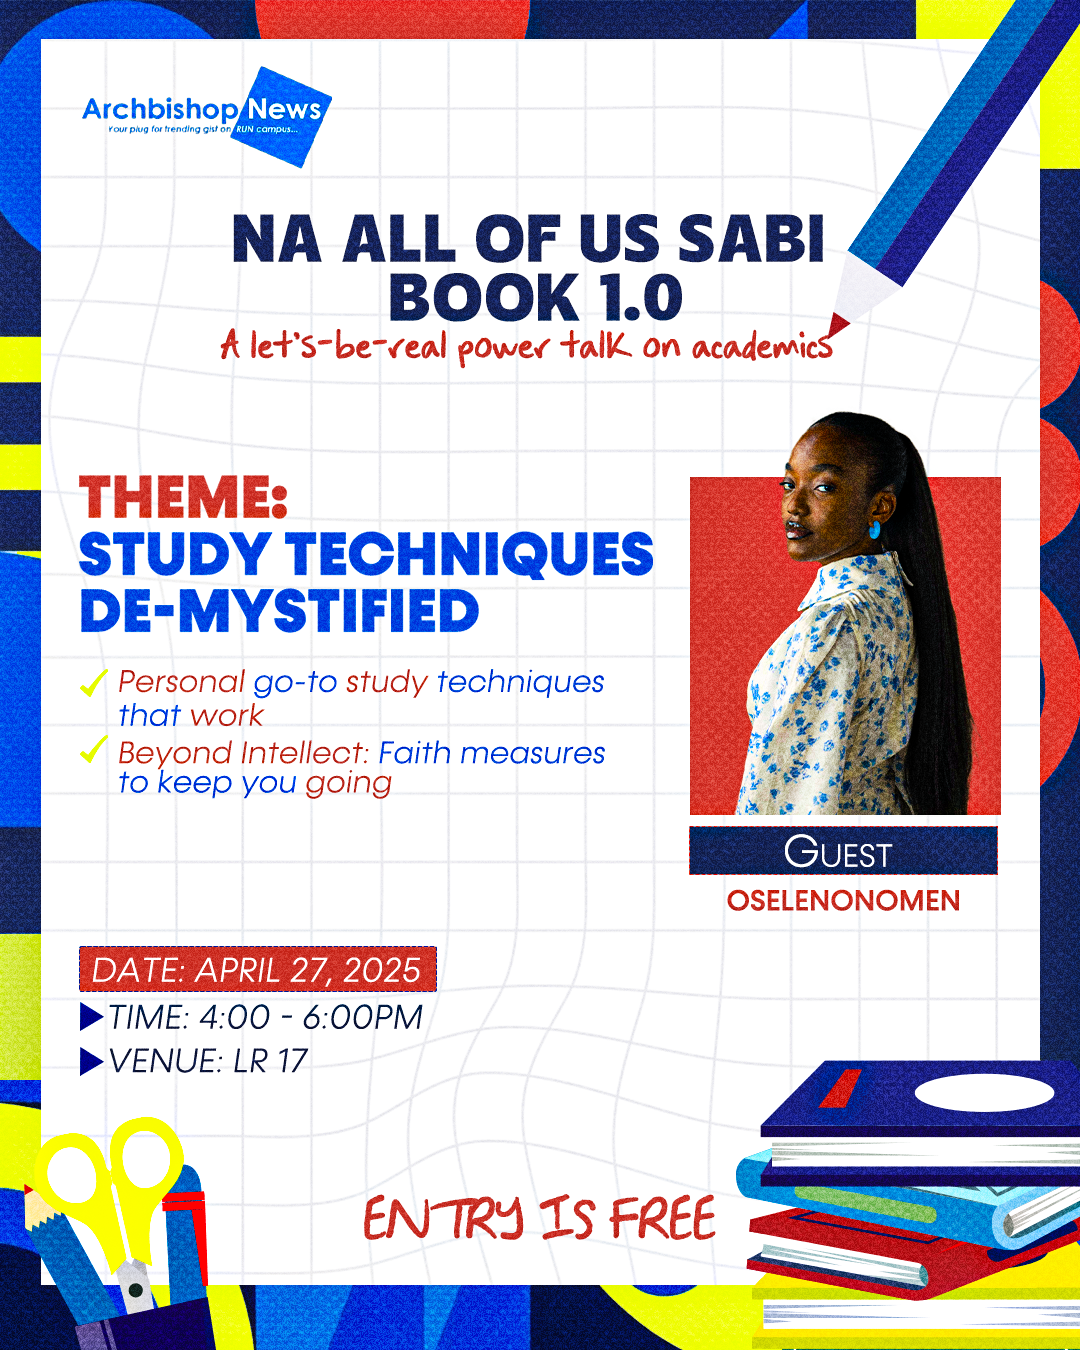 Archbishop News
Your plug for trending gist on RUN campus...
NA ALL OF US SABI
BOOK 1.0
A let's-be-real power talk on academics
THEME:
STUDY TECHNIQUES
DE-MYSTIFIED
Personal go-to study techniques
that work
Beyond Intellect: Faith measures
to keep you going
GUEST
OSELENONOMEN
DATE: APRIL 27, 2025
TIME: 4:00 - 6:00PM
VENUE: LR 17
ENTRY IS FREE